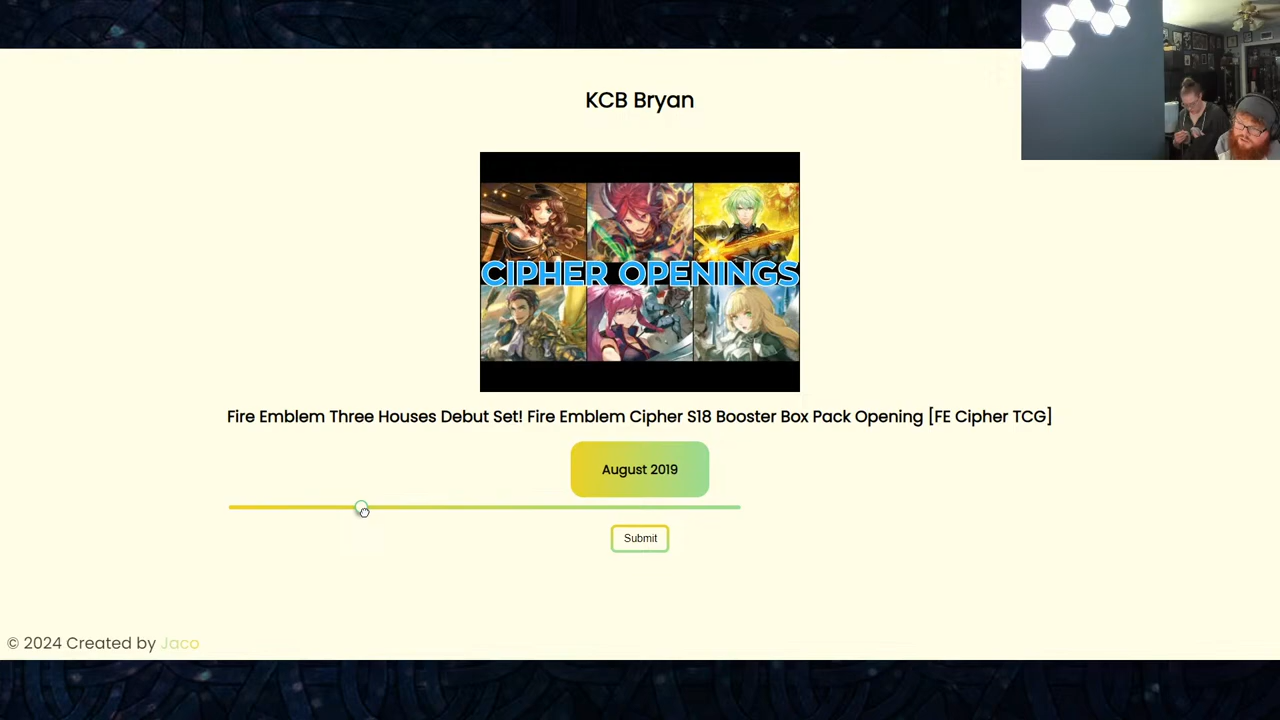 KCB Bryan
CIPHER OPENINGS
Fire Emblem Three Houses Debut Set! Fire Emblem Cipher S18 Booster Box Pack Opening [FE Cipher TCG]
August 2019
Submit
© 2024 Created by Jaco